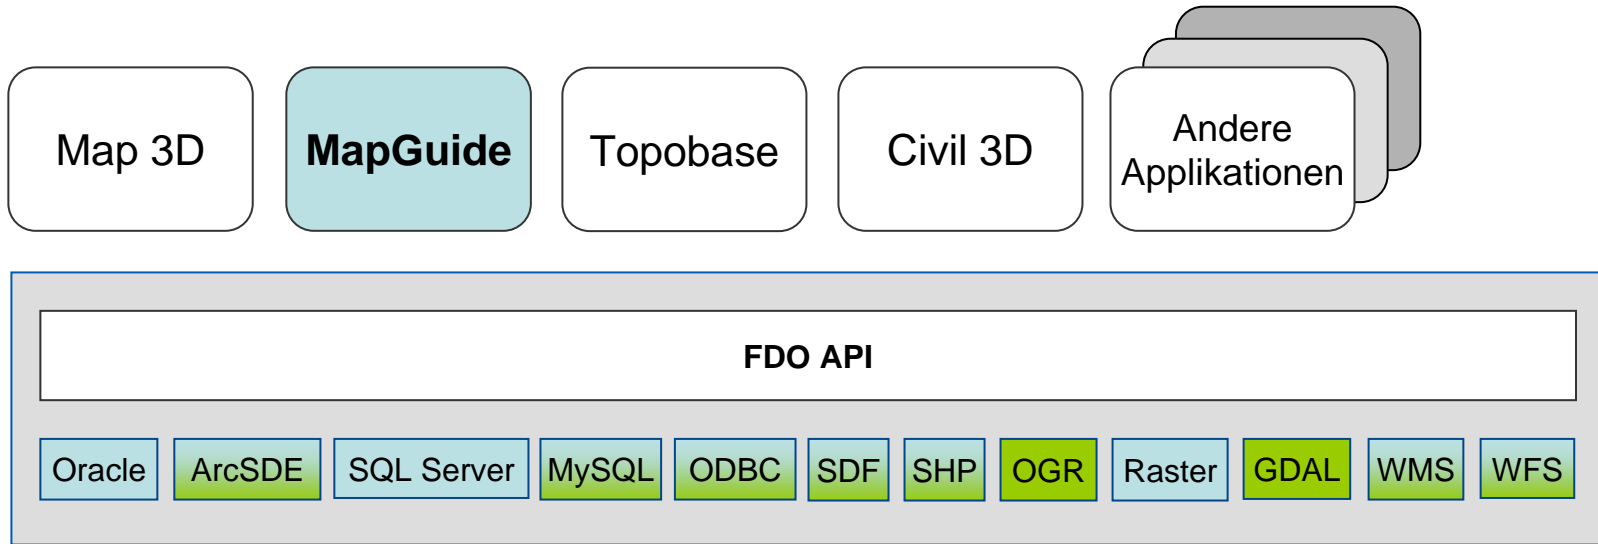 Map 3D
MapGuide
Topobase
Civil 3D
Andere
Applikationen
FDO API
Oracle
ArcSDE
SQL Server
MySQL
ODBC
SDF
SHP
OGR
Raster
GDAL
WMS
WFS